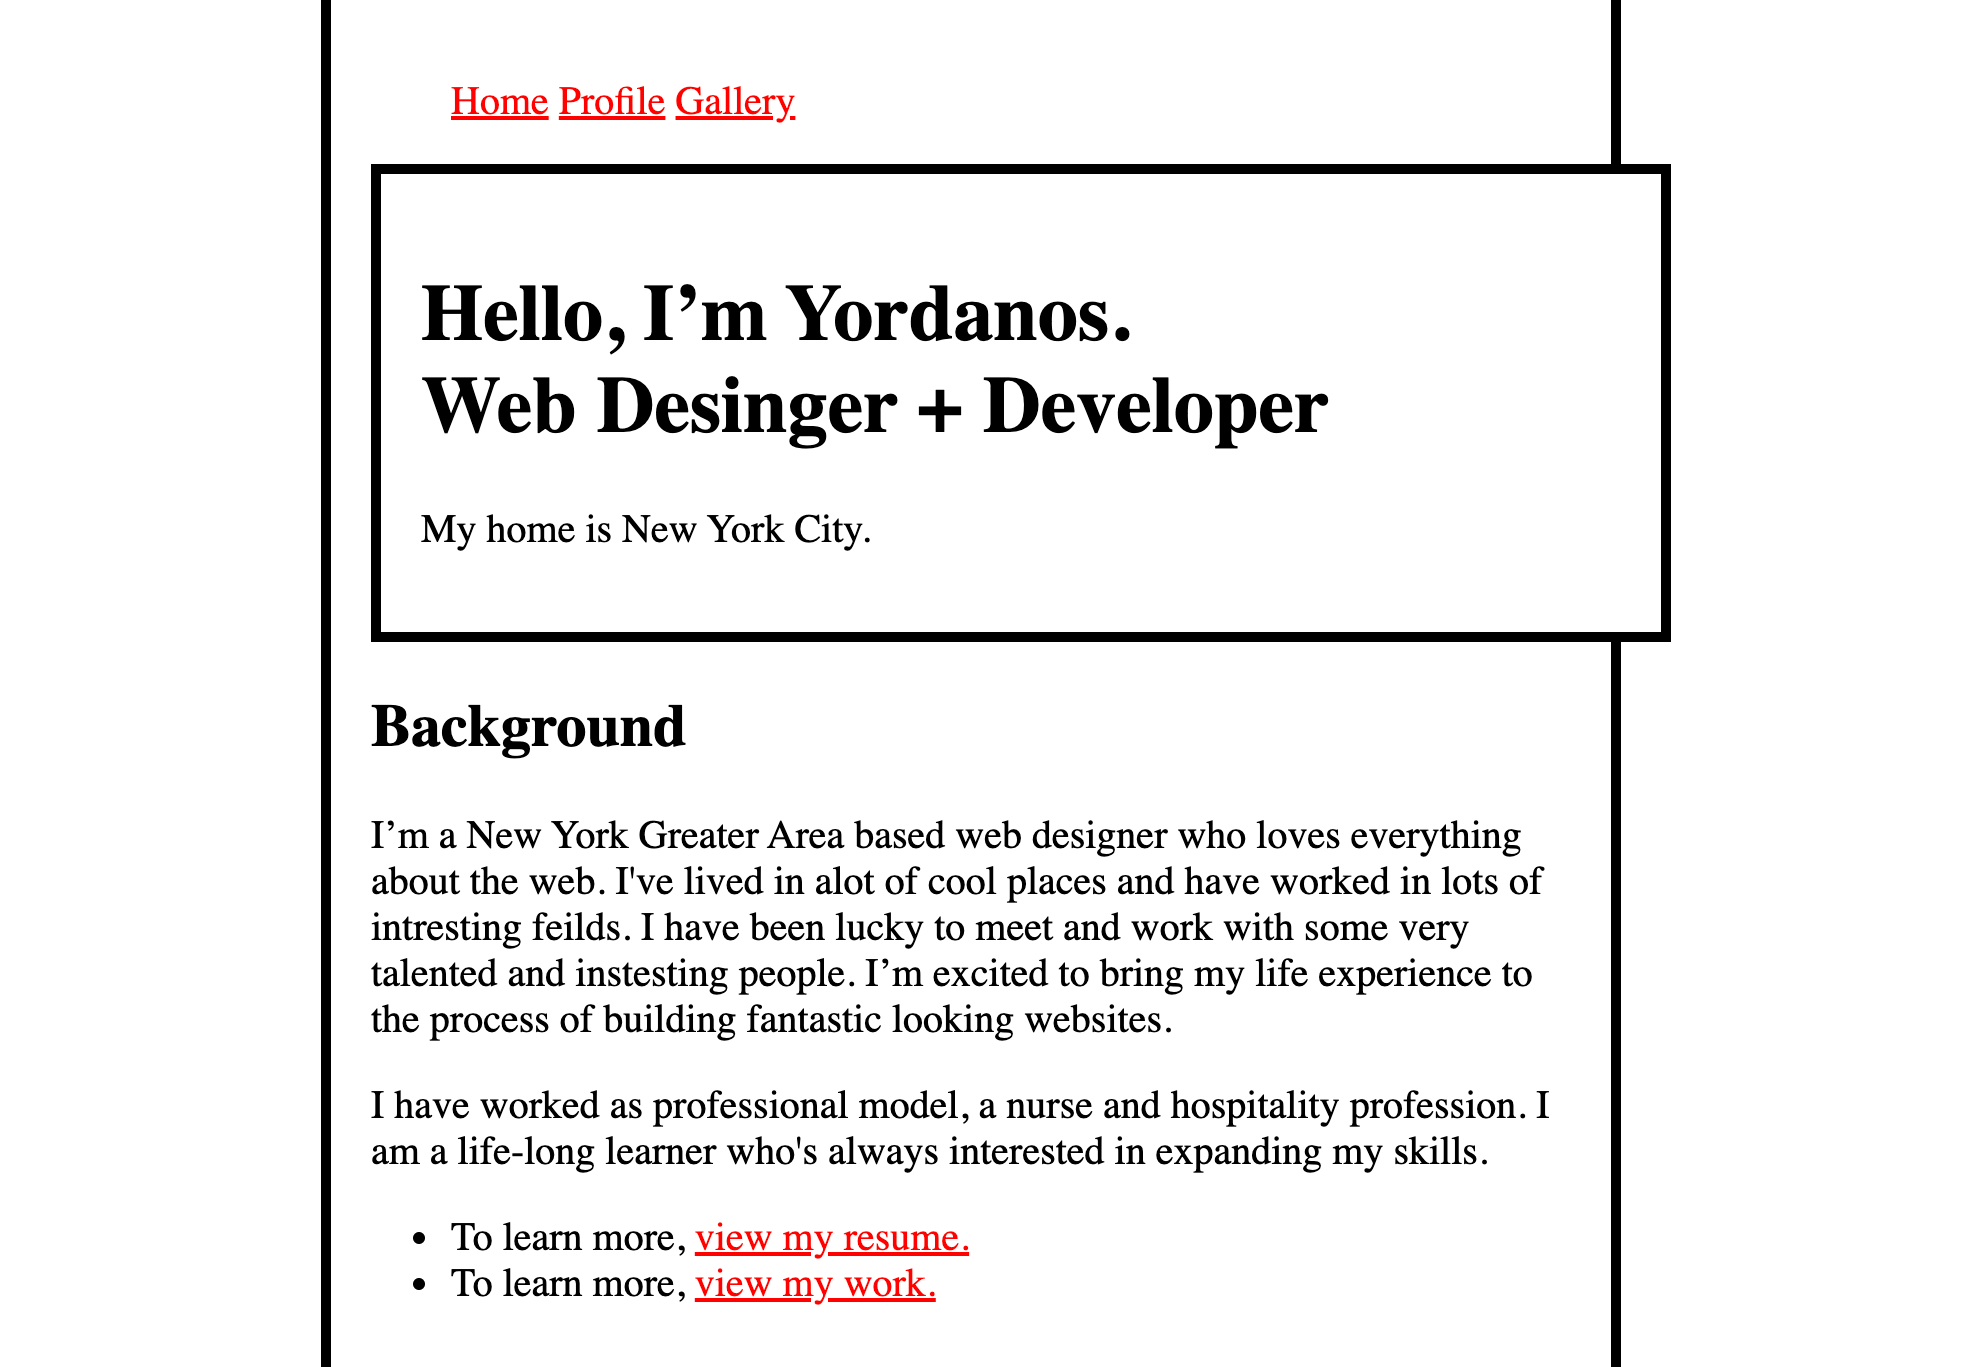 Home Profile Gallery
Hello, I’m Yordanos.
Web Desinger + Developer
My home is New York City.
Background
I’m a New York Greater Area based web designer who loves everything
about the web. I've lived in alot of cool places and have worked in lots of
intresting feilds. I have been lucky to meet and work with some very
talented and instesting people. I’m excited to bring my life experience to
the process of building fantastic looking websites.
I have worked as professional model, a nurse and hospitality profession. I
am a life-long learner who's always interested in expanding my skills.
• To learn more, view my resume.
• To learn more, view my work.